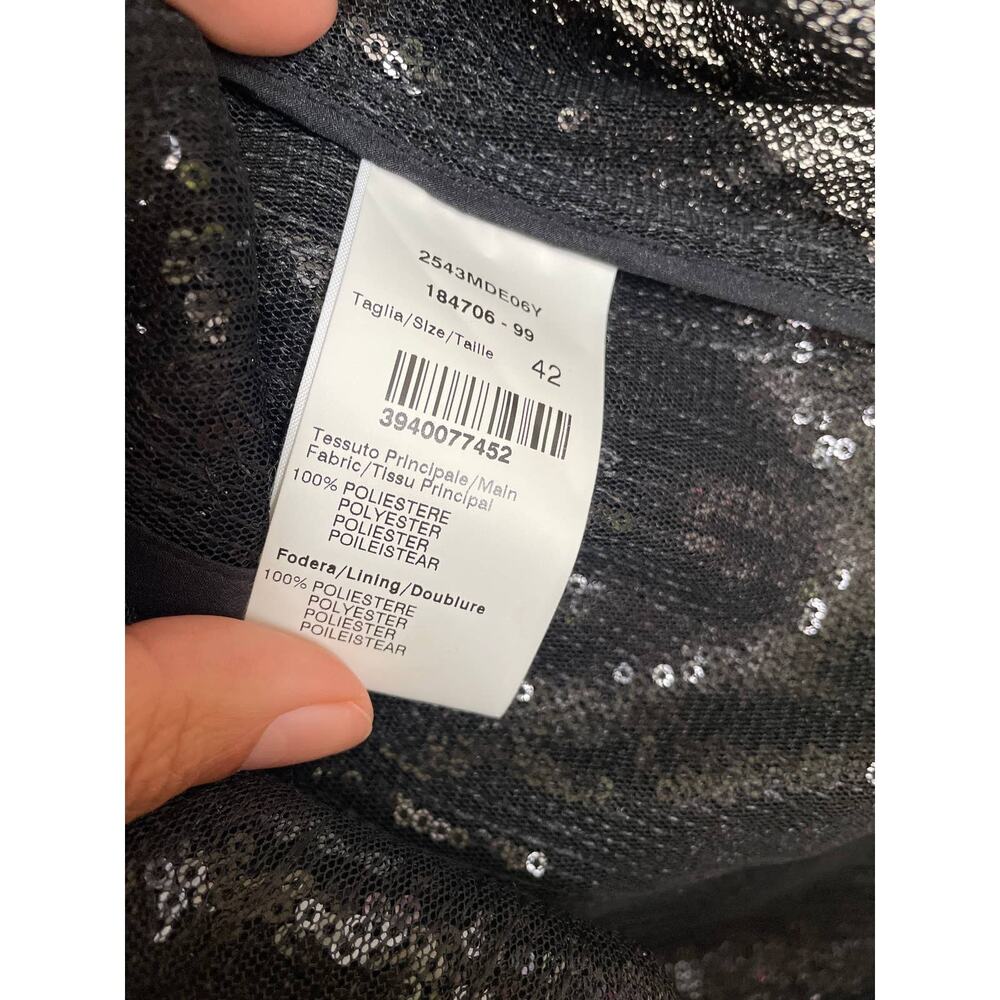 2543MDE06Y
184706 - 99
Taglia/Size/Taille 42
3940077452
Tessuto Principale/Main
Fabric/Tissu Principal
100% POLIESTERE
POLYESTER
POLIESTER
POILEISTEAR
Fodera/Lining/Doublure
100% POLIESTERE
POLYESTER
POLIESTER
POILEISTEAR